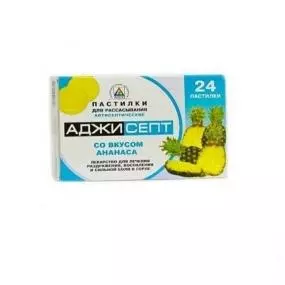 ПАСТИЛКИ
ДЛЯ РАССАСЫВАНИЯ
АНТИСЕПТИЧЕСКИЕ
24
ПАСТИЛКИ
АДЖИСЕПТ
СО ВКУСОМ
АНАНАСА
ЛЕКАРСТВО ДЛЯ ЛЕЧЕНИЯ
РАЗДРАЖЕНИЯ, ВОСПАЛЕНИЯ
И СИЛЬНОЙ БОЛИ В ГОРЛЕ